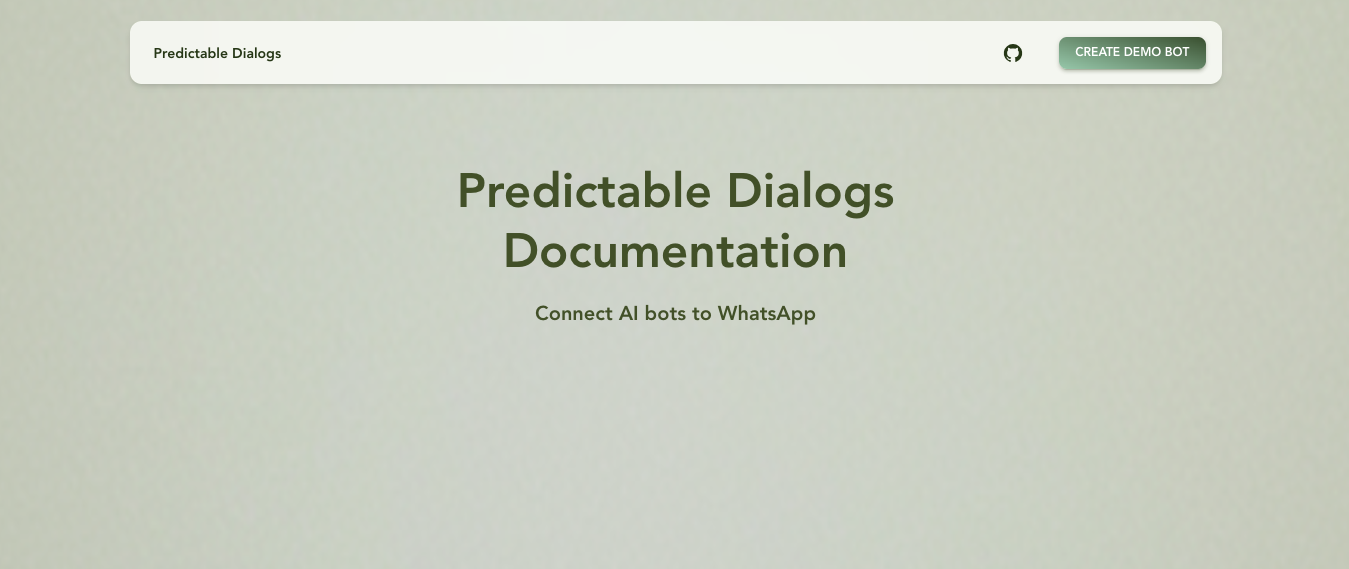 Predictable Dialogs
CREATE DEMO BOT
Predictable Dialogs
Documentation
Connect AI bots to WhatsApp